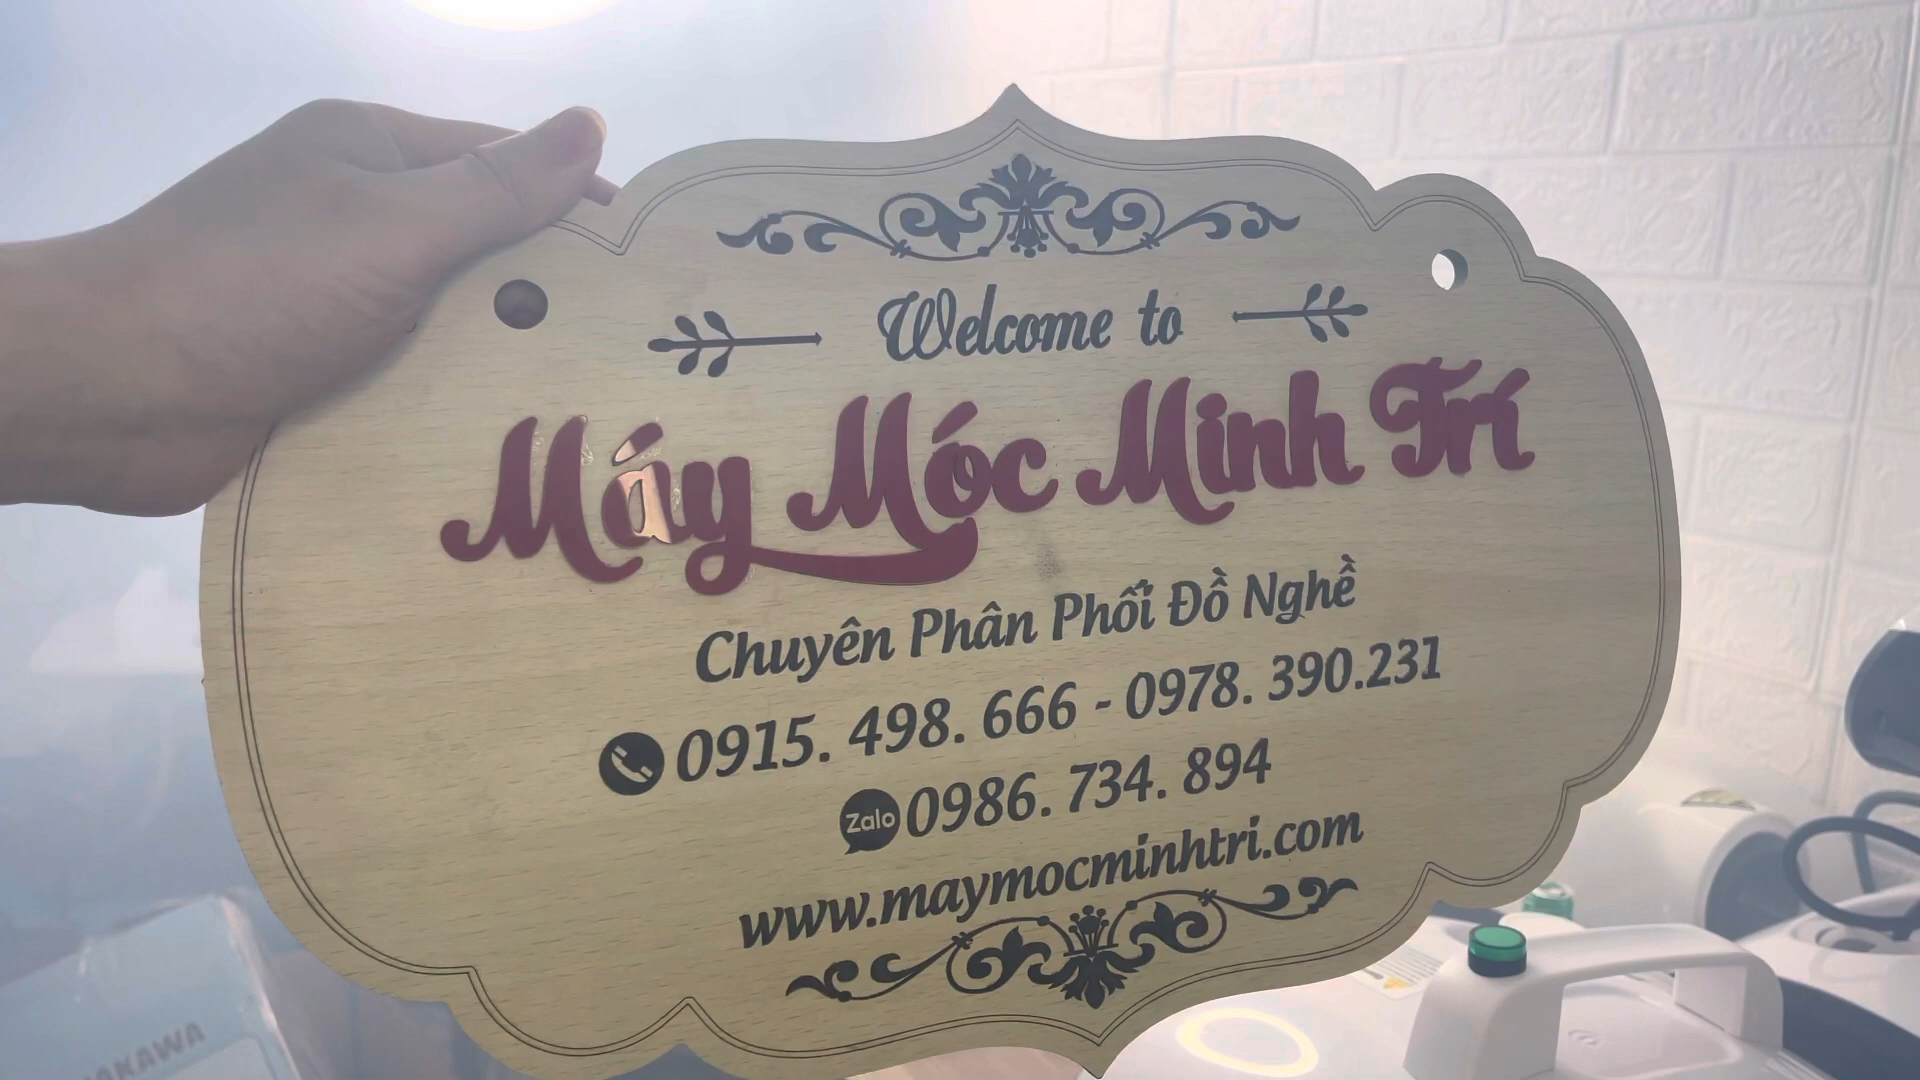 Welcome to
Máy Móc Minh Trí
Chuyên Phân Phối Đồ Nghề
0915. 498. 666 - 0978. 390.231
Zalo 0986. 734. 894
www.maymocminhtri.com